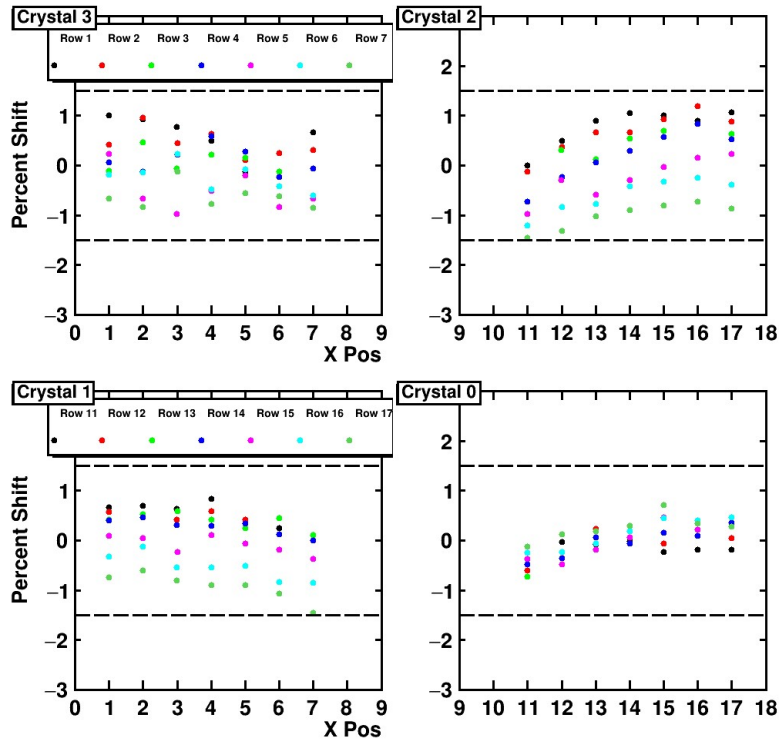 Crystal 3
Row 1 Row 2 Row 3 Row 4 Row 5 Row 6 Row 7
Percent Shift
1
0
−1
−2
−3
0 1 2 3 4 5 6 7 8 9
X Pos
Crystal 2
2
1
0
−1
−2
−3
9 10 11 12 13 14 15 16 17 18
Crystal 1
Row 11 Row 12 Row 13 Row 14 Row 15 Row 16 Row 17
Percent Shift
1
0
−1
−2
−3
0 1 2 3 4 5 6 7 8 9
X Pos
Crystal 0
2
1
0
−1
−2
−3
9 10 11 12 13 14 15 16 17 18